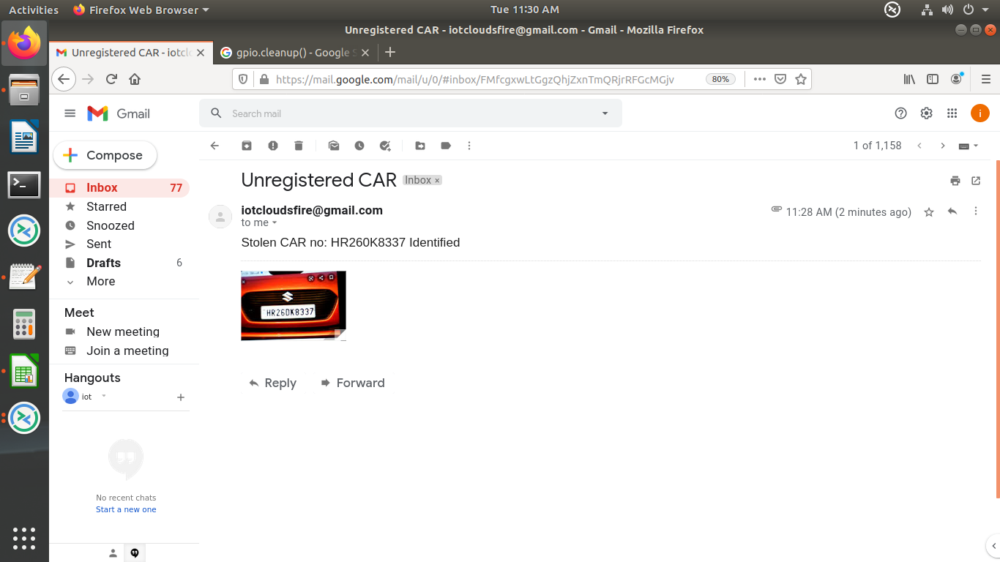 Activities
Firefox Web Browser
Tue 11:30 AM
Unregistered CAR - iotcloudsfire@gmail.com - Gmail - Mozilla Firefox
Unregistered CAR - iotclo
gpio.cleanup() - Google S
https://mail.google.com/mail/u/0/#inbox/FMfcgxwLtGgzQhjZxnTmQRjrRFGcMGjv
80%
Gmail
Search mail
i
Compose
1 of 1,158
Inbox 77
Starred
Snoozed
Sent
Drafts 6
More
Meet
New meeting
Join a meeting
Hangouts
iot
No recent chats
Start a new one
Unregistered CAR
Inbox ×
iotcloudsfire@gmail.com
11:28 AM (2 minutes ago)
to me
Stolen CAR no: HR260K8337 Identified
HR26DK8337
Reply
Forward